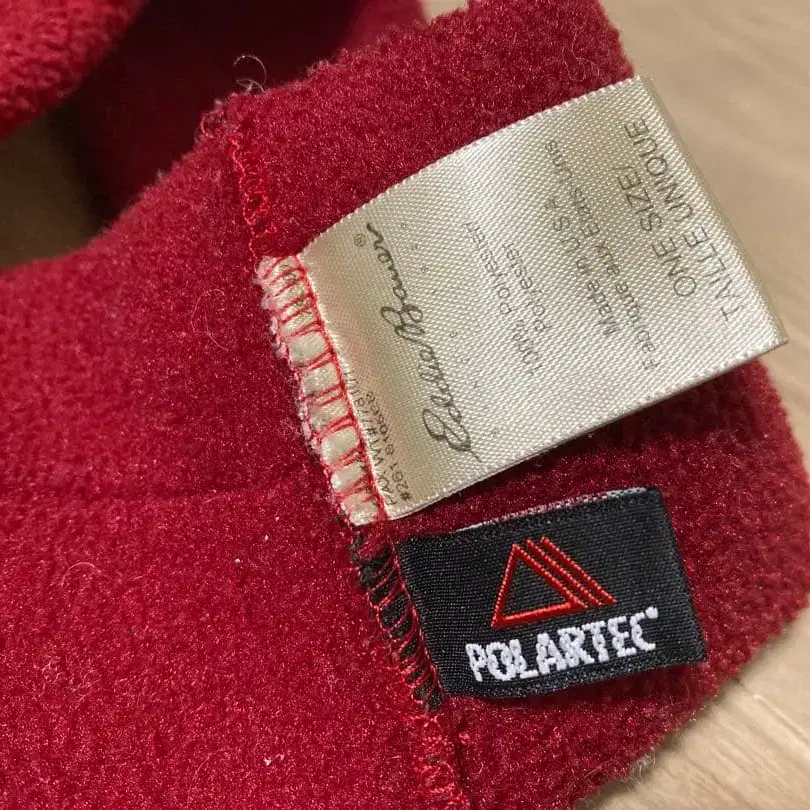 Eddie Bauer®
100% Polyester/
Polyester
Made in U.S.A.
Fabriqué aux États Unis
ONE SIZE/
TAILLE UNIQUE
POLARTEC®